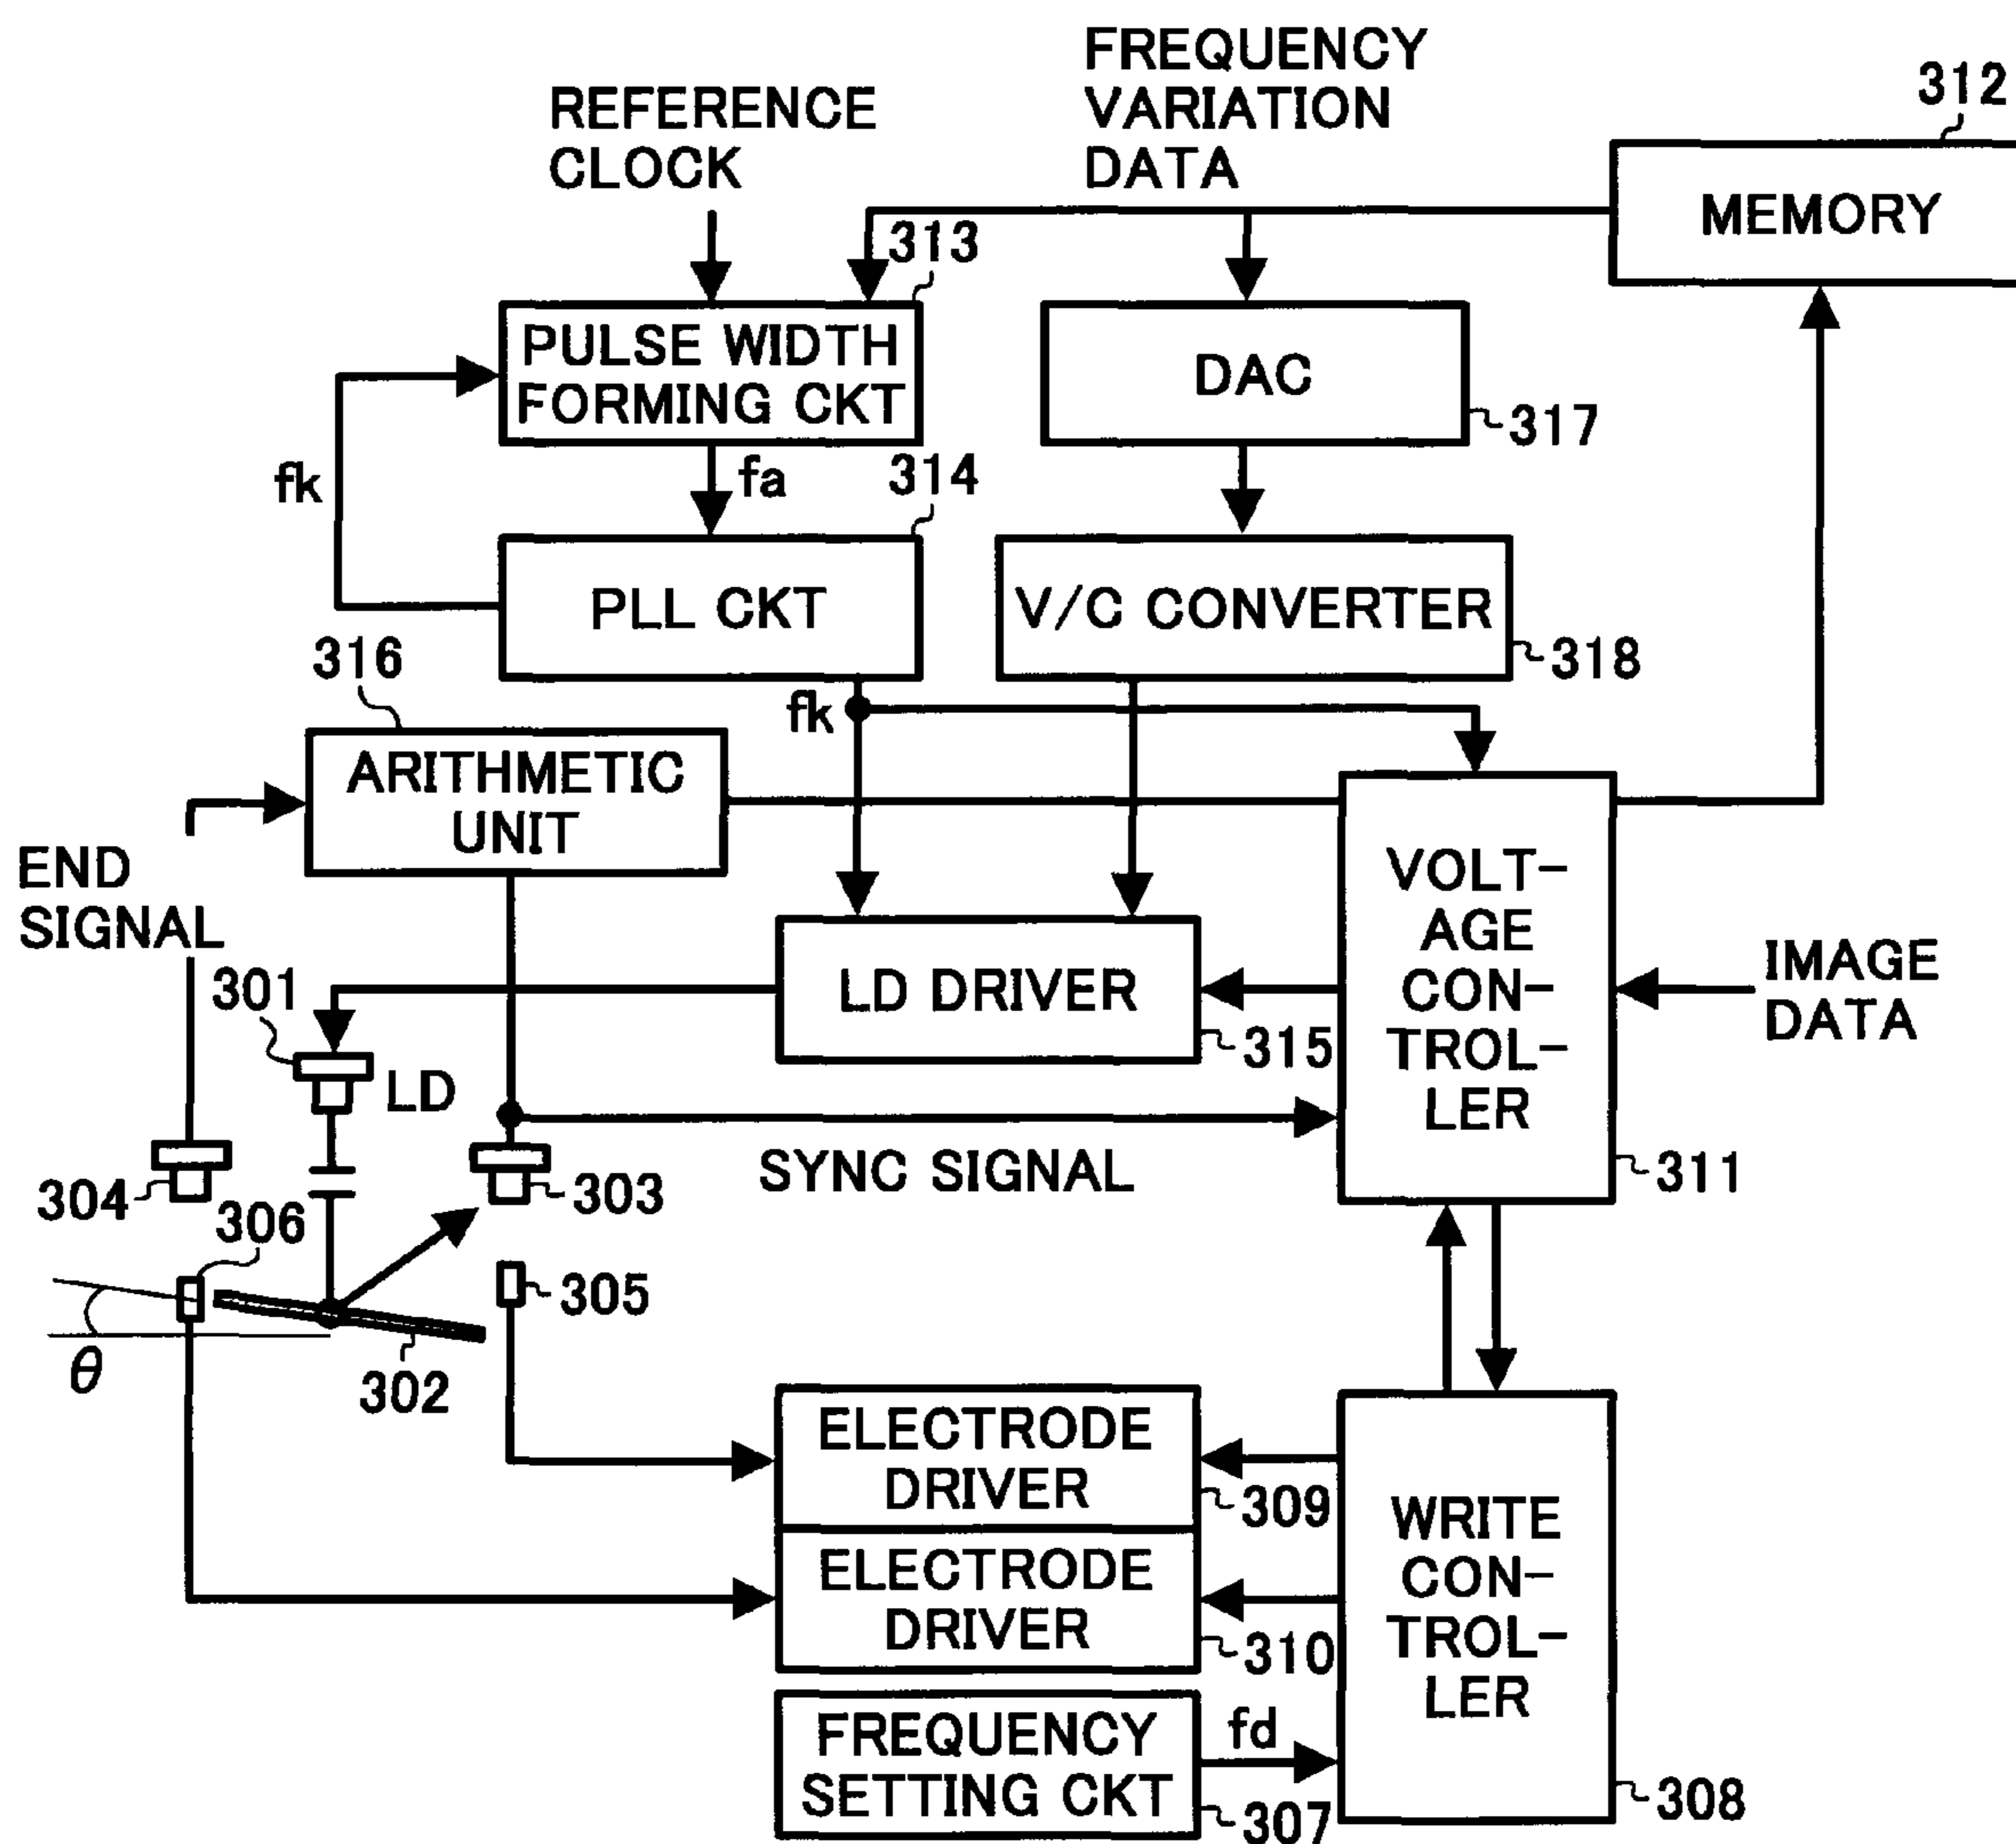 FREQUENCY
VARIATION
DATA
REFERENCE
CLOCK
312
MEMORY
313
PULSE WIDTH
FORMING CKT
DAC
317
fk
fa
314
PLL CKT
V/C CONVERTER
318
316
fk
ARITHMETIC
UNIT
END
SIGNAL
VOLT-
AGE
CON-
TROL-
LER
311
IMAGE
DATA
301
LD DRIVER
315
LD
SYNC SIGNAL
304
303
306
305
θ
302
ELECTRODE
DRIVER
309
ELECTRODE
DRIVER
310
WRITE
CON-
TROL-
LER
308
FREQUENCY
SETTING CKT
307
fd